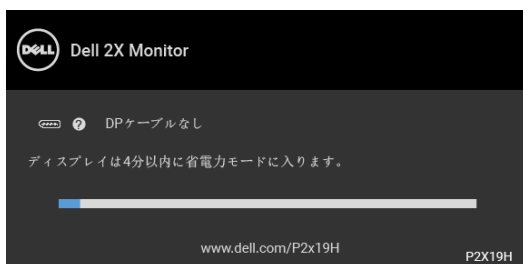 DELL Dell 2X Monitor
? DPケーブルなし
ディスプレイは4分以内に省電力モードに入ります。
www.dell.com/P2x19H
P2X19H